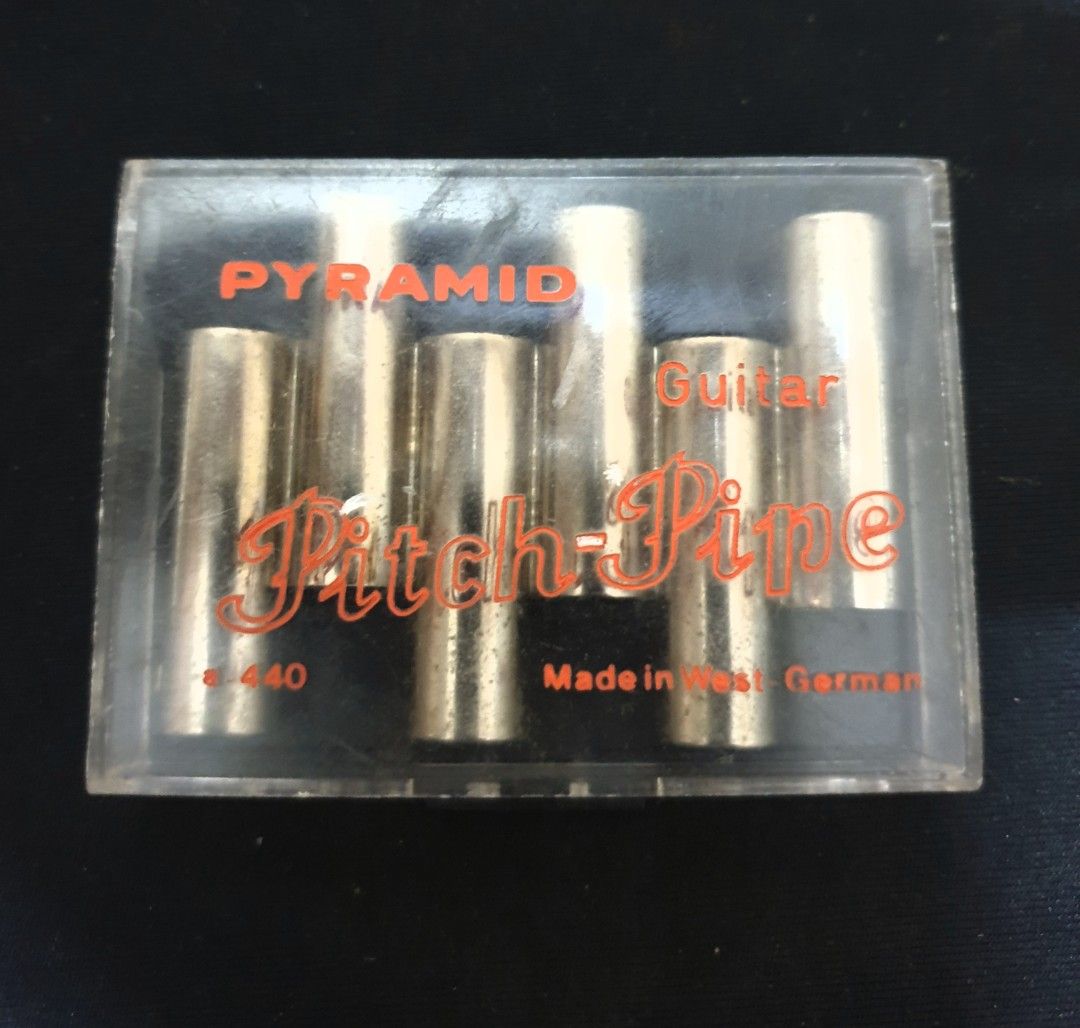 PYRAMID
Guitar
Pitch-Pipe
a-440
Made in West-German